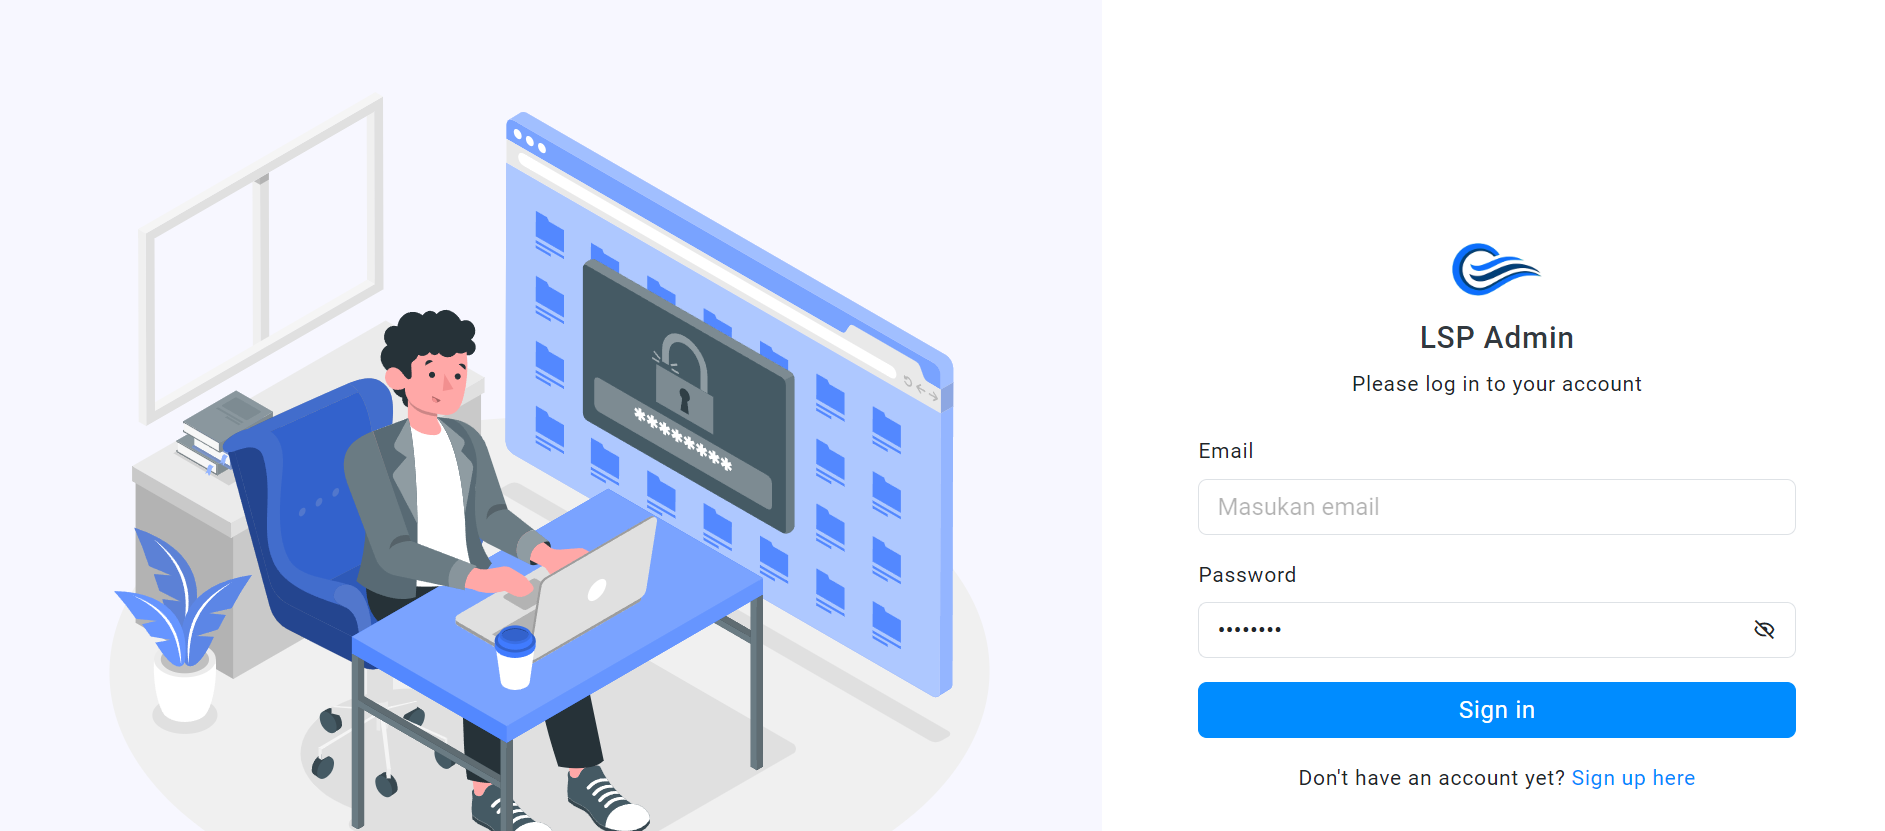 LSP Admin
Please log in to your account
Email
Masukan email
Password
••••••••
Sign in
Don't have an account yet? Sign up here